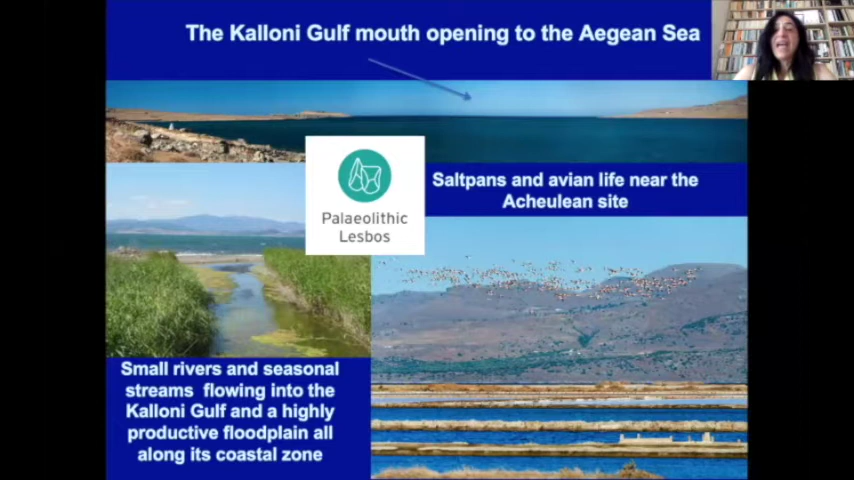 The Kalloni Gulf mouth opening to the Aegean Sea
Palaeolithic
Lesbos
Saltpans and avian life near the
Acheulean site
Small rivers and seasonal
streams flowing into the
Kalloni Gulf and a highly
productive floodplain all
along its coastal zone